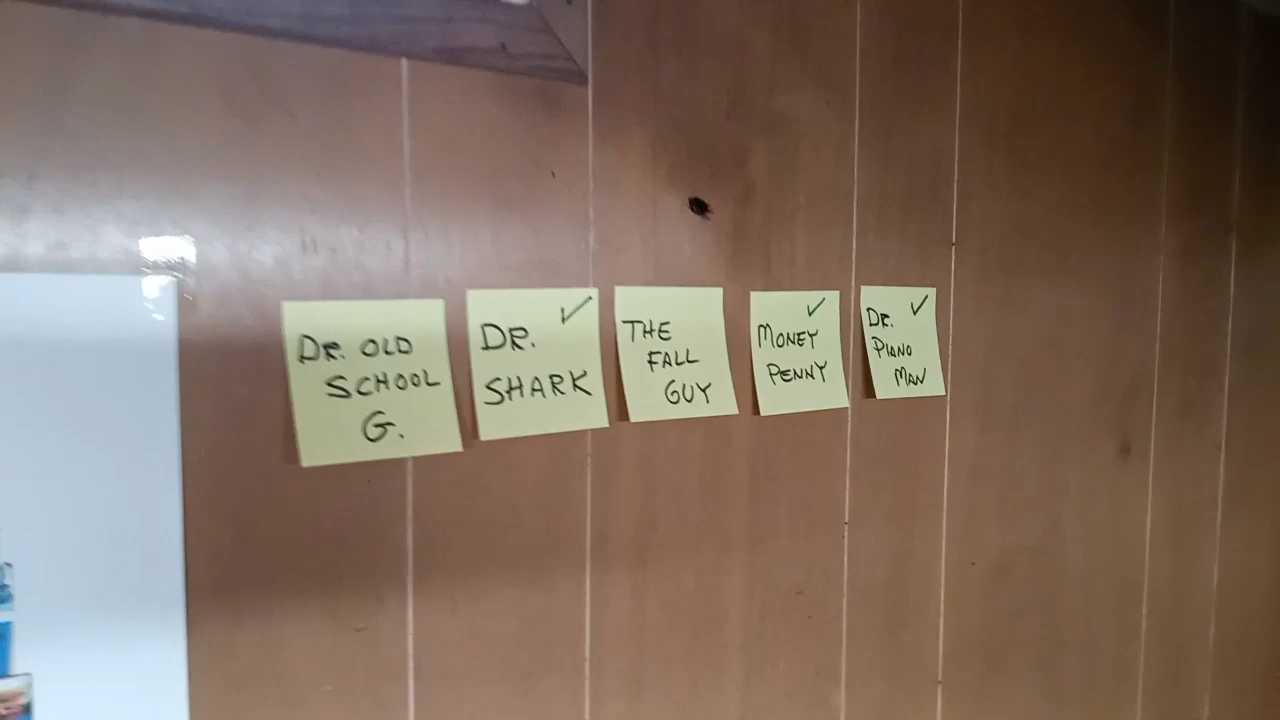 DR. OLD
SCHOOL
G.
DR. ✓
SHARK
THE
FALL
GUY
✓
MONEY
PENNY
DR. ✓
PIANO
MAN